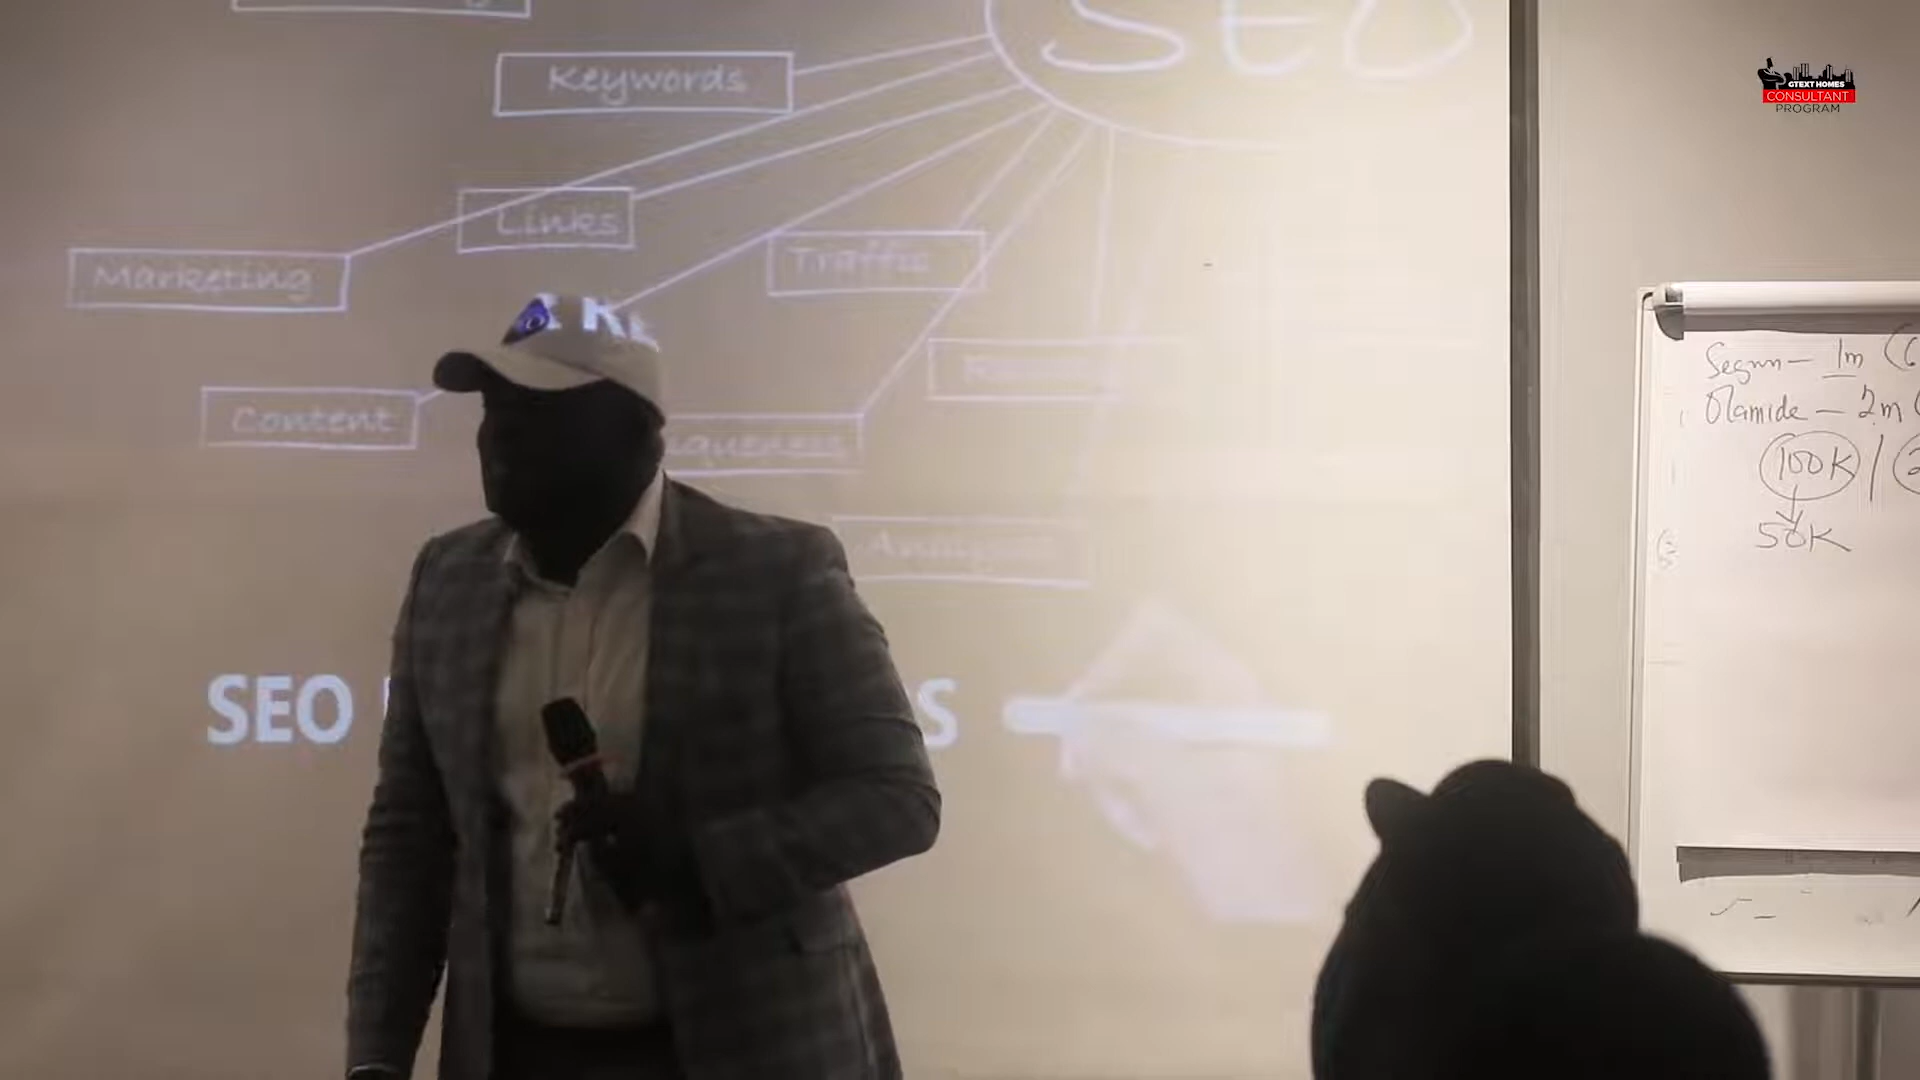 SEO
Keywords
Links
Marketing
Traffic
Content
SEO
S
GTEXT HOMES
CONSULTANT
PROGRAM
Segun - 1m (
Olamide - 2m (
100K /
50K